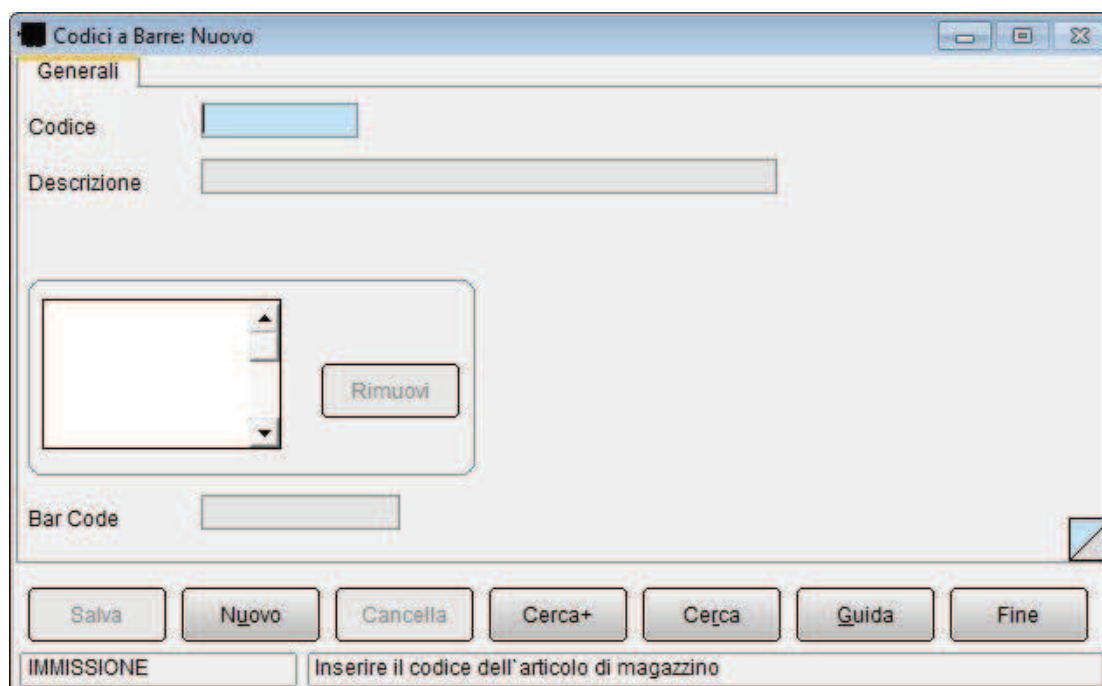 Codici a Barre: Nuovo
Generali
Codice
Descrizione
Rimuovi
Bar Code
Salva Nuovo Cancella Cerca+ Cerca Guida Fine
IMMISSIONE Inserire il codice dell`articolo di magazzino